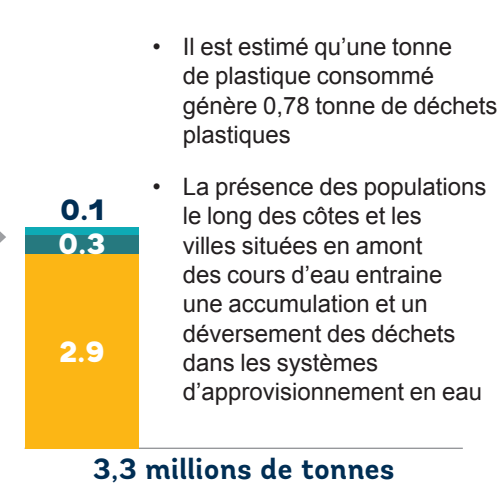 • Il est estimé qu'une tonne
de plastique consommé
génère 0,78 tonne de déchets
plastiques
• La présence des populations
le long des côtes et les
villes situées en amont
des cours d'eau entraine
une accumulation et un
déversement des déchets
dans les systèmes
d'approvisionnement en eau
0.1
0.3
2.9
3,3 millions de tonnes